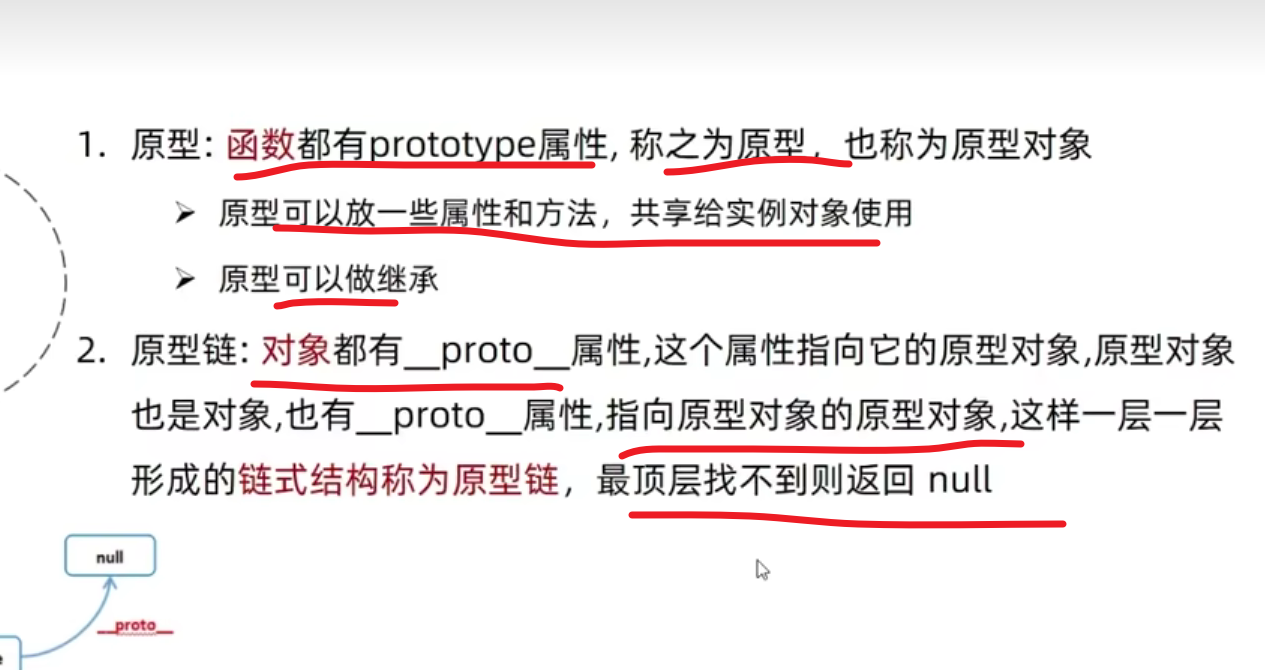 1. 原型: 函数都有prototype属性, 称之为原型，也称为原型对象
➢ 原型可以放一些属性和方法，共享给实例对象使用
➢ 原型可以做继承
2. 原型链: 对象都有__proto__属性,这个属性指向它的原型对象,原型对象
也是对象,也有__proto__属性,指向原型对象的原型对象,这样一层一层
形成的链式结构称为原型链，最顶层找不到则返回 null
null
__proto__